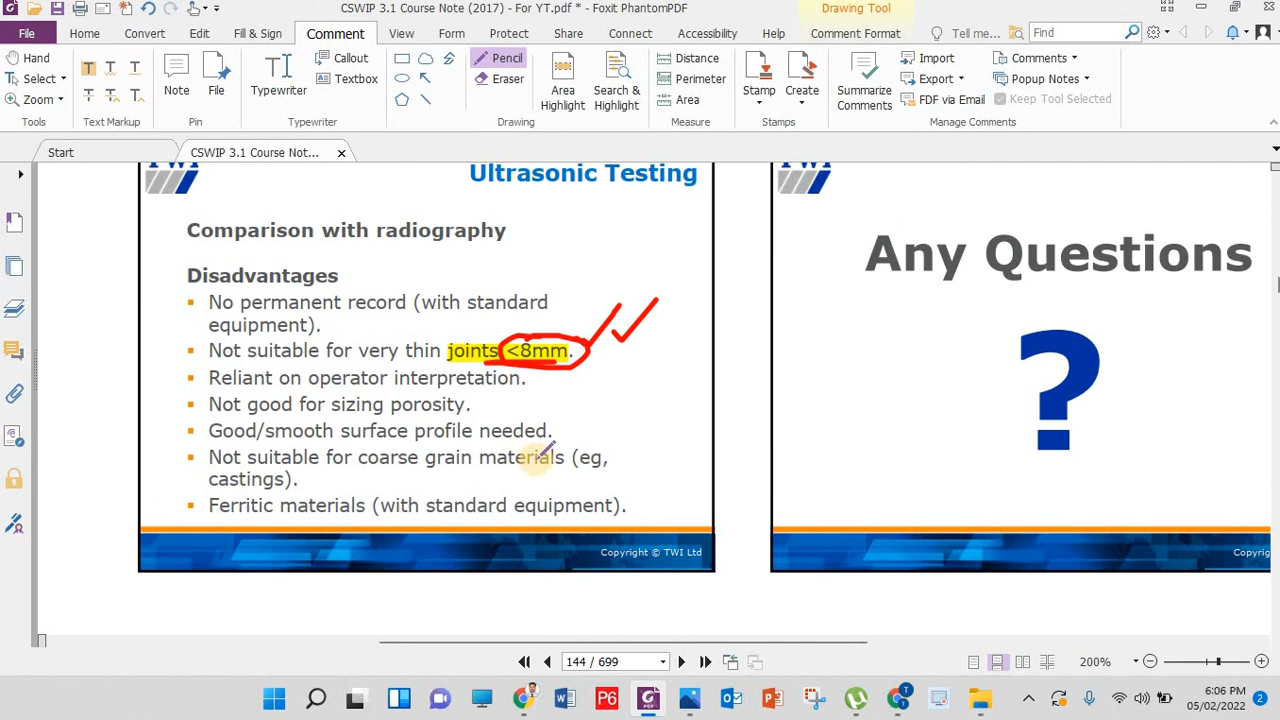 CSWIP 3.1 Course Note (2017) - For YT.pdf * - Foxit PhantomPDF
Drawing Tool
File Home Convert Edit Fill & Sign Comment View Form Protect Share Connect Accessibility Help Comment Format Tell me... Find
Hand
Select
Zoom
Tools
Text Markup
Note
File
Pin
Typewriter
Callout
Textbox
Typewriter
Pencil
Eraser
Drawing
Area Highlight
Search & Highlight
Distance
Perimeter
Area
Measure
Stamp
Create
Stamps
Summarize Comments
Import
Export
FDF via Email
Comments
Popup Notes
Keep Tool Selected
Manage Comments
Start
CSWIP 3.1 Course Not...
TWI
Ultrasonic Testing
Comparison with radiography
Disadvantages
No permanent record (with standard
equipment).
Not suitable for very thin joints <8mm.
Reliant on operator interpretation.
Not good for sizing porosity.
Good/smooth surface profile needed.
Not suitable for coarse grain materials (eg,
castings).
Ferritic materials (with standard equipment).
Copyright © TWI Ltd
TWI
Any Questions
?
144 / 699
200%
6:06 PM
05/02/2022